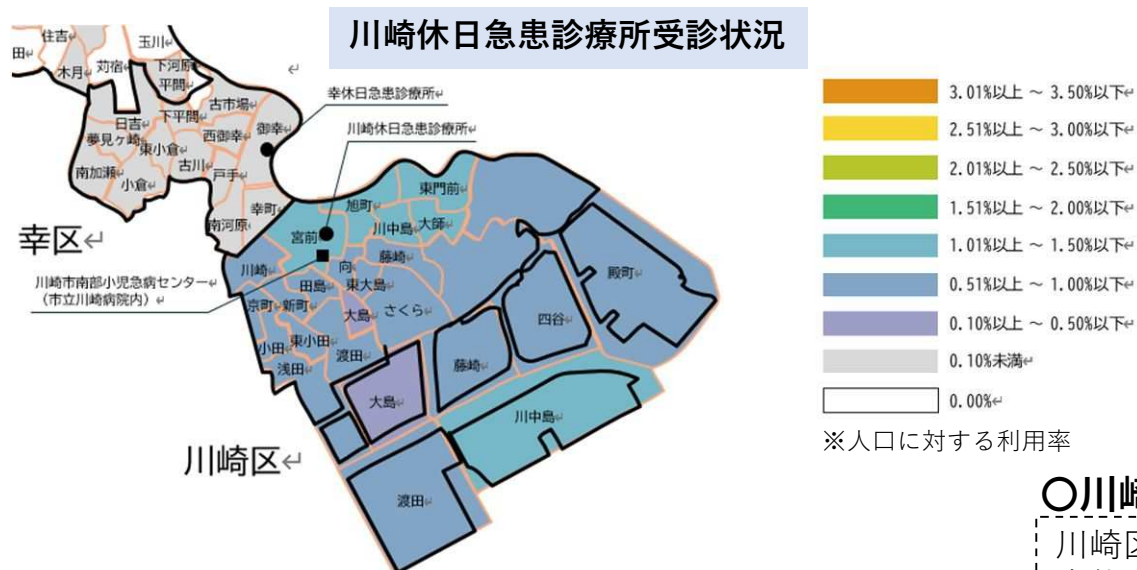 川崎休日急患診療所受診状況
住吉
玉川
田
木月
苅宿
下河原
平間
古市場
幸休日急患診療所
日吉
下平間
西御幸
御幸
川崎休日急患診療所
夢見ヶ崎
東小倉
南加瀬
小倉
古川
戸手
南河原
幸町
幸区
旭町
東門前
宮前
川中島
大師
川崎
向
藤崎
田島
東大島
殿町
川崎市南部小児急病センター
(市立川崎病院内)
京町
新町
大島
さくら
四谷
小田
東小田
渡田
浅田
藤崎
大島
川中島
川崎区
渡田
3.01%以上 ~ 3.50%以下
2.51%以上 ~ 3.00%以下
2.01%以上 ~ 2.50%以下
1.51%以上 ~ 2.00%以下
1.01%以上 ~ 1.50%以下
0.51%以上 ~ 1.00%以下
0.10%以上 ~ 0.50%以下
0.10%未満
0.00%
※人口に対する利用率
〇川崎
川崎区